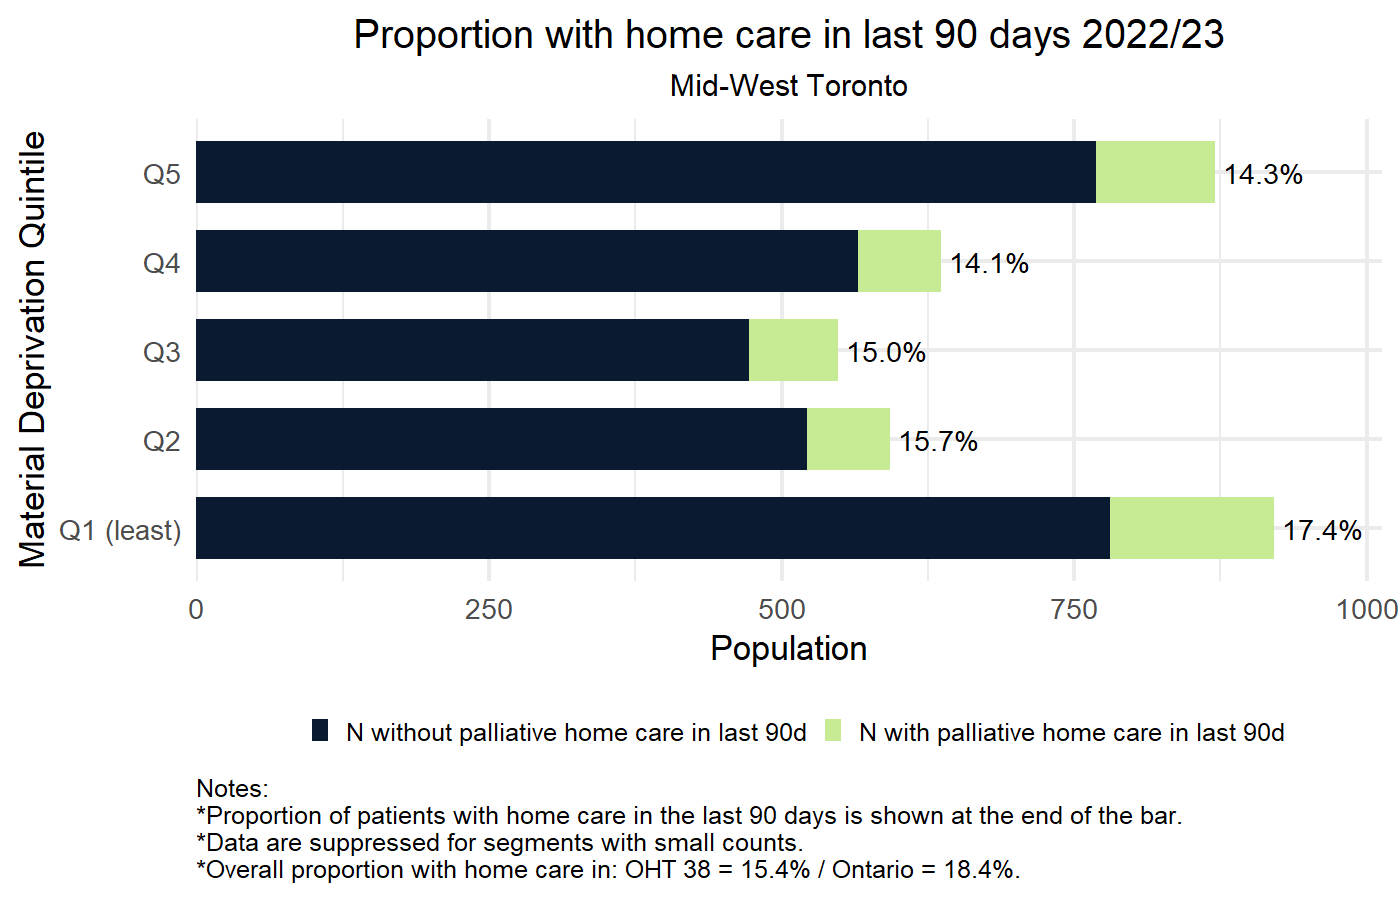 Proportion with home care in last 90 days 2022/23
Mid-West Toronto
Material Deprivation Quintile
Q5
14.3%
Q4
14.1%
Q3
15.0%
Q2
15.7%
Q1 (least)
17.4%
0 250 500 750 1000
Population
N without palliative home care in last 90d N with palliative home care in last 90d
Notes:
*Proportion of patients with home care in the last 90 days is shown at the end of the bar.
*Data are suppressed for segments with small counts.
*Overall proportion with home care in: OHT 38 = 15.4% / Ontario = 18.4%.